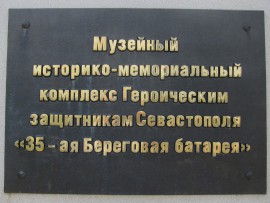 Музейный
историко-мемориальный
комплекс Героическим
защитникам Севастополя
«35 - ая Береговая батарея»